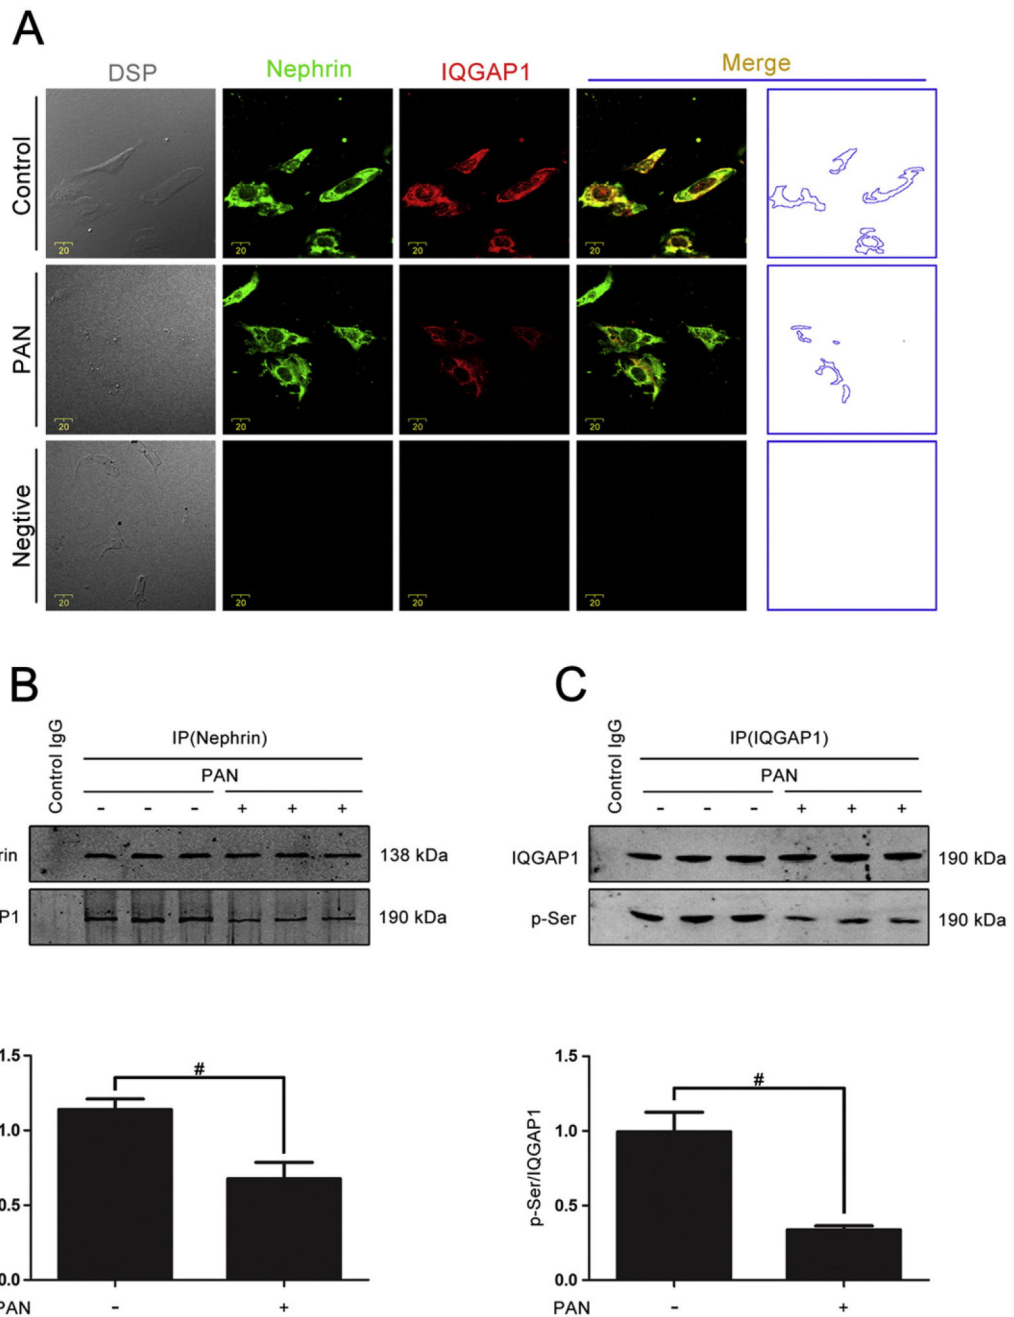 A
DSP Nephrin IQGAP1 Merge
Control
20 20 20 20
PAN
20 20 20 20
Negtive
20 20 20 20
B
Control IgG
IP(Nephrin)
PAN
- - - + + +
rin 138 kDa
P1 190 kDa
1.5
#
1.0
0.5
0.0
PAN - +
C
Control IgG
IP(IQGAP1)
PAN
- - - + + +
IQGAP1 190 kDa
p-Ser 190 kDa
p-Ser/IQGAP1
1.5
#
1.0
0.5
0.0
PAN - +